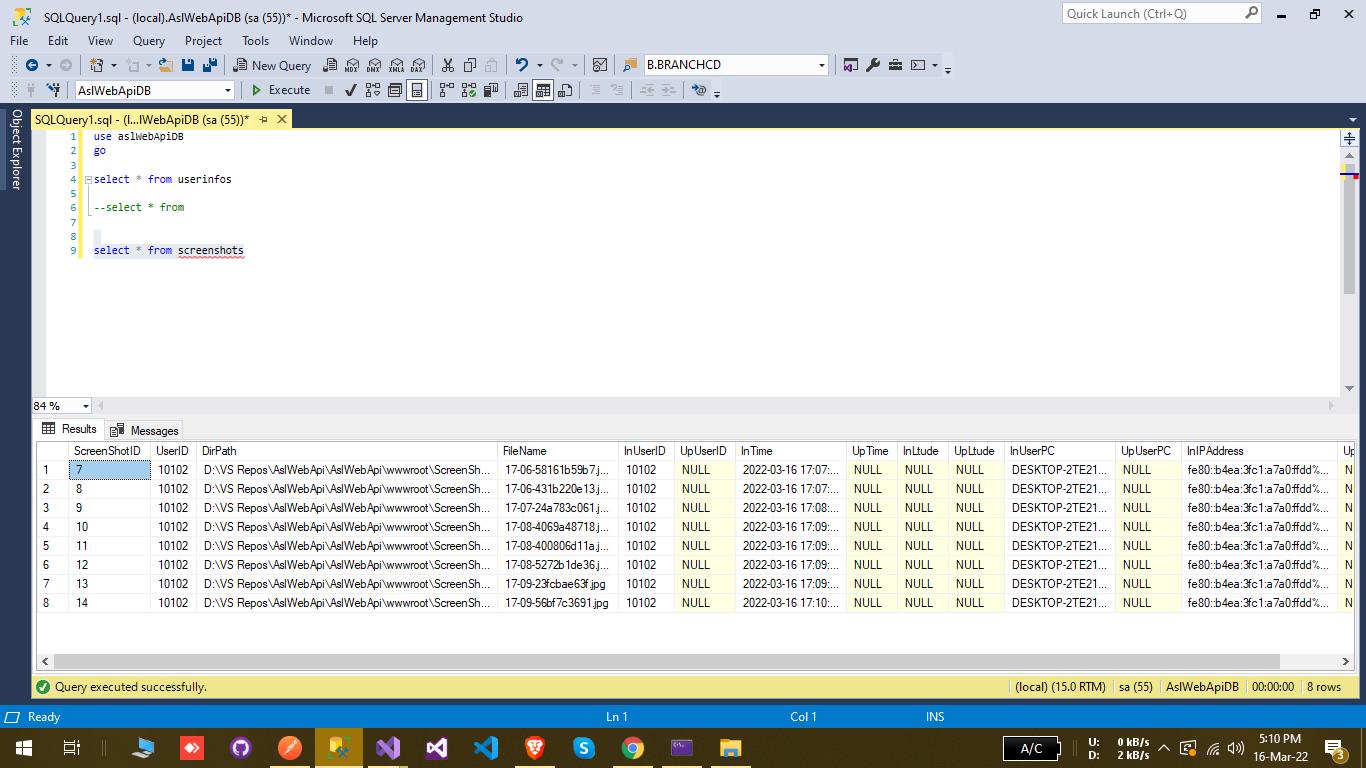 SQLQuery1.sql - (local).AslWebApiDB (sa (55))* - Microsoft SQL Server Management Studio
Quick Launch (Ctrl+Q)
File Edit View Query Project Tools Window Help
New Query MDX DMX XMLA DAX B.BRANCHCD
AslWebApiDB Execute
Object Explorer
SQLQuery1.sql - (l...lWebApiDB (sa (55))*
1 use aslWebApiDB
2 go
3
4 select * from userinfos
5
6 --select * from
7
8
9 select * from screenshots
84 %
Results Messages
ScreenShotID UserID DirPath FileName InUserID UpUserID InTime UpTime InLtude UpLtude InUserPC UpUserPC InIPAddress Up
1 7 10102 D:\VS Repos\AslWebApi\AslWebApi\wwwroot\ScreenSh... 17-06-58161b59b7.j... 10102 NULL 2022-03-16 17:07:... NULL NULL NULL DESKTOP-2TE21... NULL fe80::b4ea:3fc1:a7a0:ffdd%... N
2 8 10102 D:\VS Repos\AslWebApi\AslWebApi\wwwroot\ScreenSh... 17-06-431b220e13.j... 10102 NULL 2022-03-16 17:07:... NULL NULL NULL DESKTOP-2TE21... NULL fe80::b4ea:3fc1:a7a0:ffdd%... N
3 9 10102 D:\VS Repos\AslWebApi\AslWebApi\wwwroot\ScreenSh... 17-07-24a783c061.j... 10102 NULL 2022-03-16 17:08:... NULL NULL NULL DESKTOP-2TE21... NULL fe80::b4ea:3fc1:a7a0:ffdd%... N
4 10 10102 D:\VS Repos\AslWebApi\AslWebApi\wwwroot\ScreenSh... 17-08-4069a48718.j... 10102 NULL 2022-03-16 17:09:... NULL NULL NULL DESKTOP-2TE21... NULL fe80::b4ea:3fc1:a7a0:ffdd%... N
5 11 10102 D:\VS Repos\AslWebApi\AslWebApi\wwwroot\ScreenSh... 17-08-400806d11a.j... 10102 NULL 2022-03-16 17:09:... NULL NULL NULL DESKTOP-2TE21... NULL fe80::b4ea:3fc1:a7a0:ffdd%... N
6 12 10102 D:\VS Repos\AslWebApi\AslWebApi\wwwroot\ScreenSh... 17-08-5272b1de36.j... 10102 NULL 2022-03-16 17:09:... NULL NULL NULL DESKTOP-2TE21... NULL fe80::b4ea:3fc1:a7a0:ffdd%... N
7 13 10102 D:\VS Repos\AslWebApi\AslWebApi\wwwroot\ScreenSh... 17-09-23fcbae63f.jpg 10102 NULL 2022-03-16 17:09:... NULL NULL NULL DESKTOP-2TE21... NULL fe80::b4ea:3fc1:a7a0:ffdd%... N
8 14 10102 D:\VS Repos\AslWebApi\AslWebApi\wwwroot\ScreenSh... 17-09-56bf7c3691.jpg 10102 NULL 2022-03-16 17:10:... NULL NULL NULL DESKTOP-2TE21... NULL fe80::b4ea:3fc1:a7a0:ffdd%... N
Query executed successfully. (local) (15.0 RTM) sa (55) AslWebApiDB 00:00:00 8 rows
Ready Ln 1 Col 1 INS
A/C
U: 0 kB/s
D: 2 kB/s
5:10 PM
16-Mar-22
3